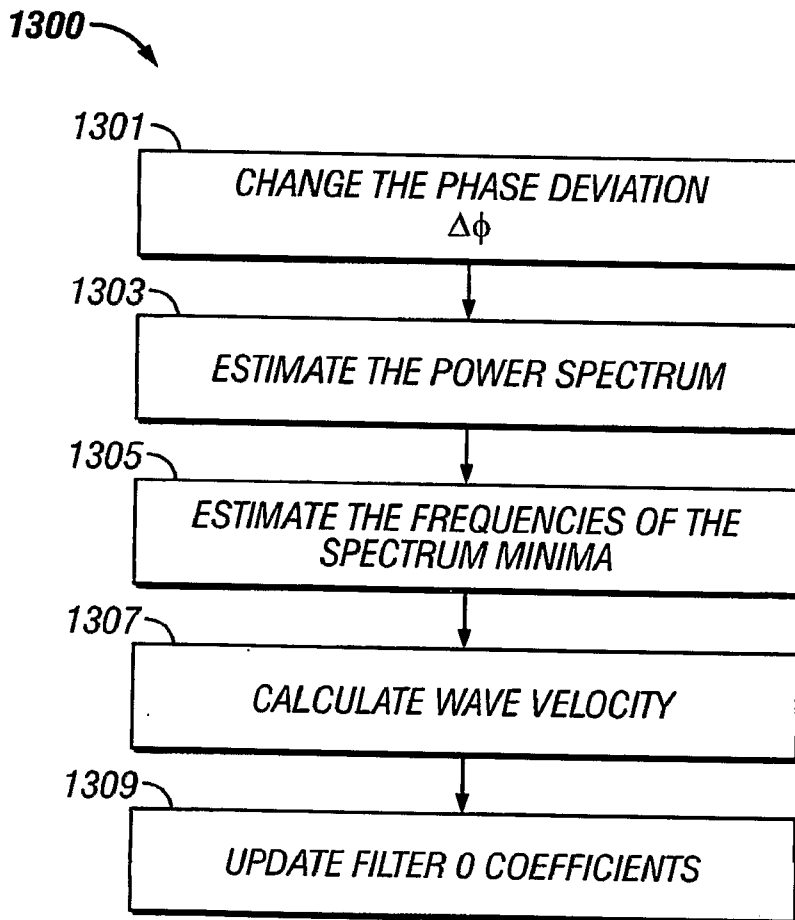 1300
1301
CHANGE THE PHASE DEVIATION
Δϕ
1303
ESTIMATE THE POWER SPECTRUM
1305
ESTIMATE THE FREQUENCIES OF THE
SPECTRUM MINIMA
1307
CALCULATE WAVE VELOCITY
1309
UPDATE FILTER 0 COEFFICIENTS